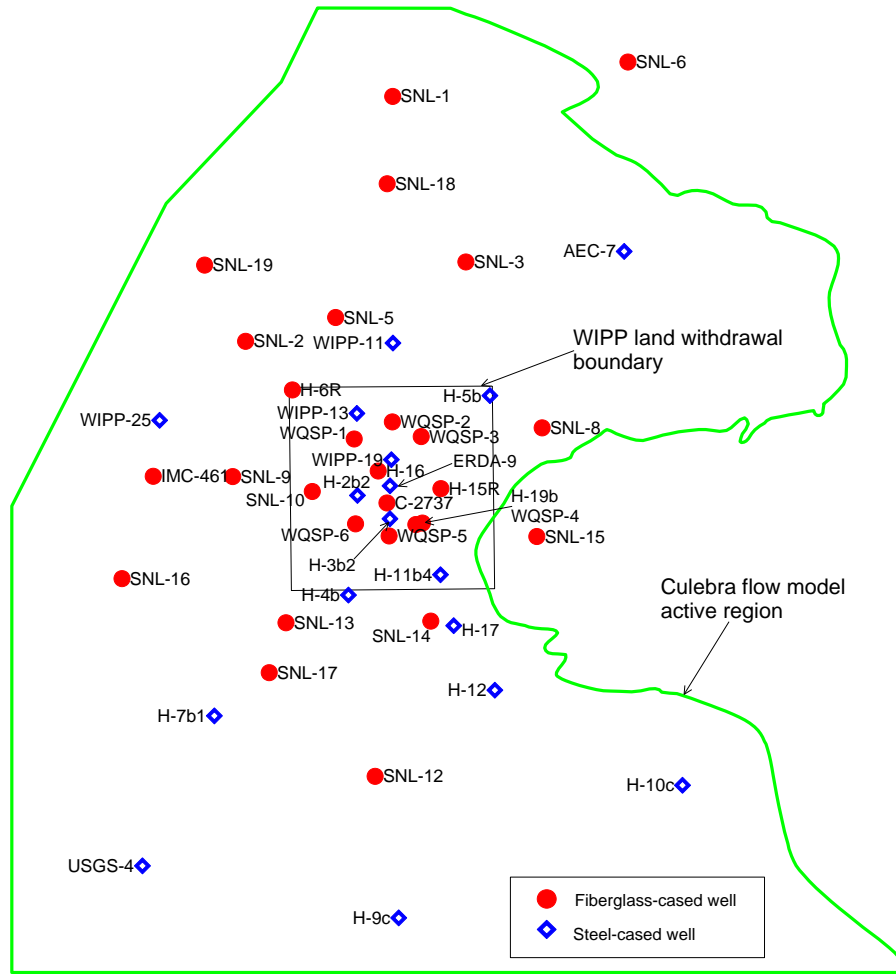 SNL-6
SNL-1
SNL-18
AEC-7
SNL-3
SNL-19
SNL-5
WIPP land withdrawal
boundary
SNL-2
WIPP-11
H-6R
H-5b
WIPP-25
WIPP-13
WQSP-2
SNL-8
WQSP-1
WQSP-3
WIPP-19
ERDA-9
H-16
IMC-461
SNL-9
H-2b2
SNL-10
H-15R
H-19b
WQSP-4
C-2737
WQSP-6
WQSP-5
SNL-15
H-3b2
H-11b4
SNL-16
H-4b
Culebra flow model
active region
SNL-13
SNL-14
H-17
SNL-17
H-12
H-7b1
SNL-12
H-10c
USGS-4
H-9c
Fiberglass-cased well
Steel-cased well